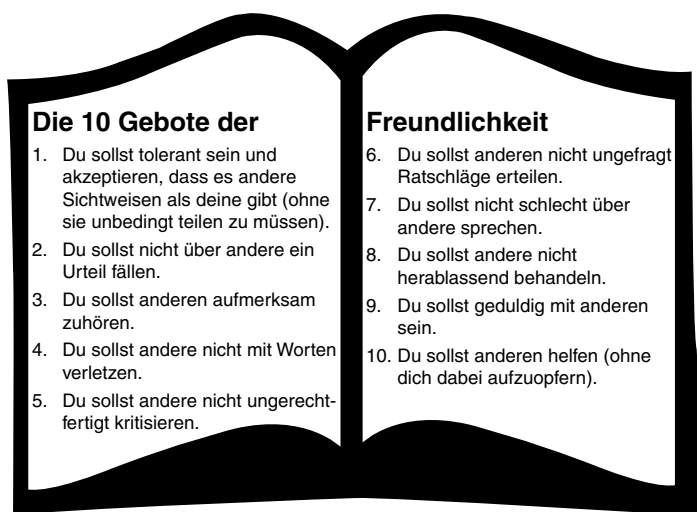 Die 10 Gebote der
1. Du sollst tolerant sein und
akzeptieren, dass es andere
Sichtweisen als deine gibt (ohne
sie unbedingt teilen zu müssen).
2. Du sollst nicht über andere ein
Urteil fällen.
3. Du sollst anderen aufmerksam
zuhören.
4. Du sollst andere nicht mit Worten
verletzen.
5. Du sollst andere nicht ungerecht-
fertigt kritisieren.
Freundlichkeit
6. Du sollst anderen nicht ungefragt
Ratschläge erteilen.
7. Du sollst nicht schlecht über
andere sprechen.
8. Du sollst andere nicht
herablassend behandeln.
9. Du sollst geduldig mit anderen
sein.
10. Du sollst anderen helfen (ohne
dich dabei aufzuopfern).